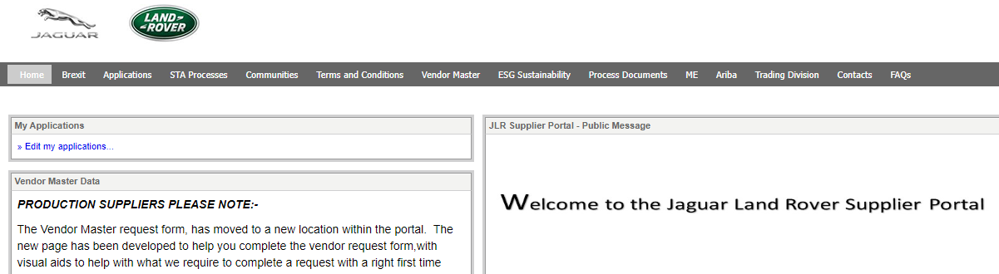 JAGUAR
LAND-
-ROVER
Home Brexit Applications STA Processes Communities Terms and Conditions Vendor Master ESG Sustainability Process Documents ME Ariba Trading Division Contacts FAQs
My Applications
» Edit my applications...
Vendor Master Data
PRODUCTION SUPPLIERS PLEASE NOTE:-
The Vendor Master request form, has moved to a new location within the portal. The
new page has been developed to help you complete the vendor request form,with
visual aids to help with what we require to complete a request with a right first time
JLR Supplier Portal - Public Message
Welcome to the Jaguar Land Rover Supplier Portal